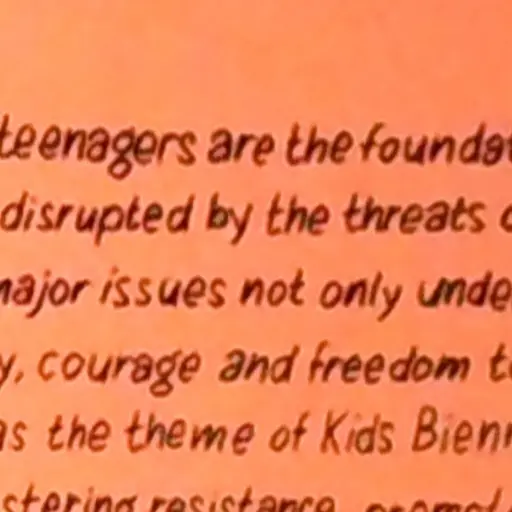 teenagers are the foundat
disrupted by the threats
major issues not only unde
y, courage and freedom t
as the theme of Kids Bienn
stering resistance, promot